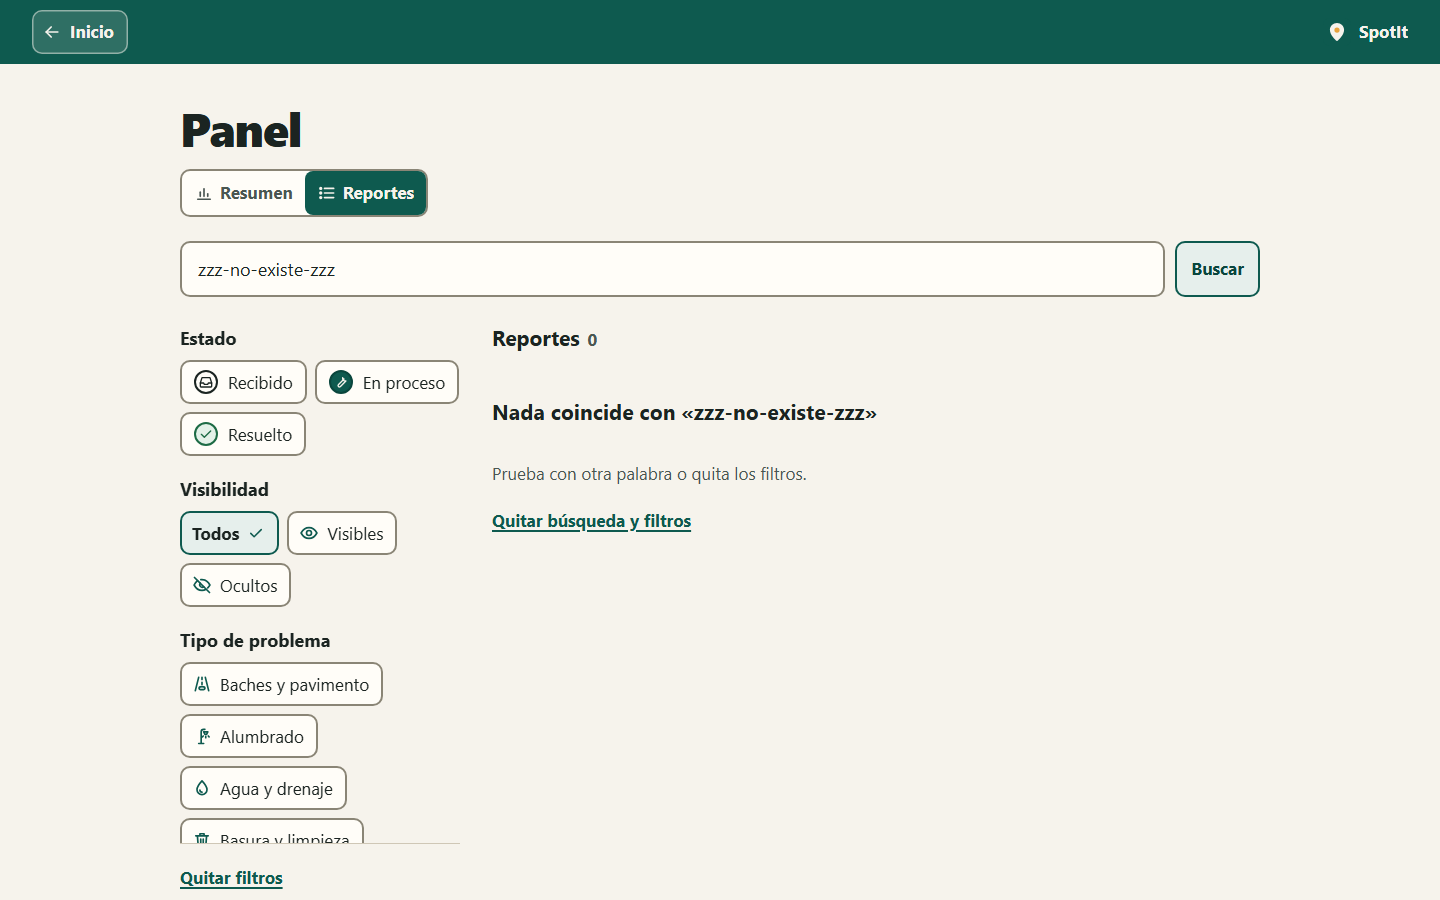 Inicio
SpotIt
Panel
Resumen
Reportes
zzz-no-existe-zzz
Buscar
Estado
Recibido
En proceso
Resuelto
Visibilidad
Todos
Visibles
Ocultos
Tipo de problema
Baches y pavimento
Alumbrado
Agua y drenaje
Basura y limpieza
Quitar filtros
Reportes 0
Nada coincide con «zzz-no-existe-zzz»
Prueba con otra palabra o quita los filtros.
Quitar búsqueda y filtros